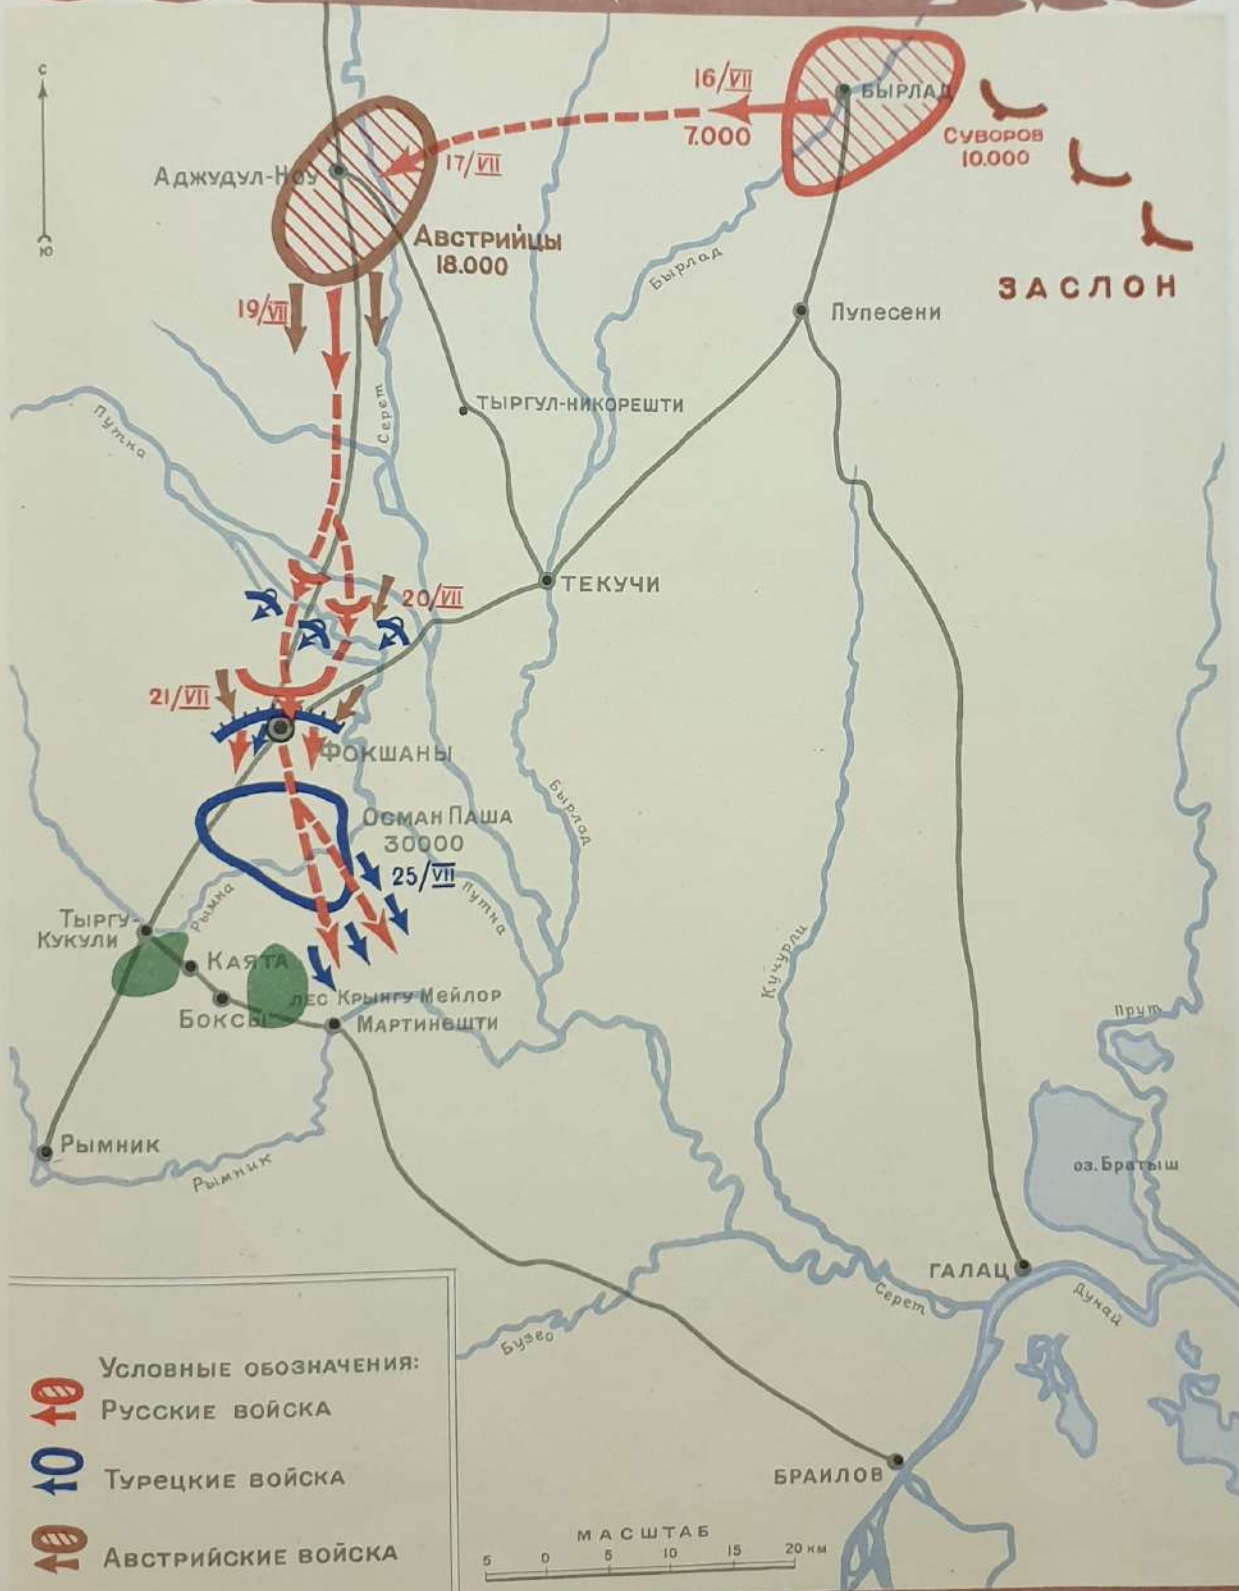 С
Ю
16/VII
7.000
БЫРЛАД
СУВОРОВ
10.000
ЗАСЛОН
АДЖУДУЛ-НОУ
17/VII
АВСТРИЙЦЫ
18.000
19/VII
Бырлад
Пупесени
Серет
ТЫРГУЛ-НИКОРЕШТИ
Путна
ТЕКУЧИ
20/VII
21/VII
ФОКШАНЫ
ОСМАН ПАША
30000
25/VII
Бырлад
Путна
Рымна
ТЫРГУ-
КУКУЛИ
КАЯТА
ЛЕС КРЫНГУ МЕЙЛОР
БОКСЫ
МАРТИНЕШТИ
Кучурли
Прут
РЫМНИК
Рымник
оз. Братыш
ГАЛАЦ
Серет
Дунай
Бузео
БРАИЛОВ
УСЛОВНЫЕ ОБОЗНАЧЕНИЯ:
РУССКИЕ ВОЙСКА
ТУРЕЦКИЕ ВОЙСКА
АВСТРИЙСКИЕ ВОЙСКА
МАСШТАБ
5 0 5 10 15 20 км